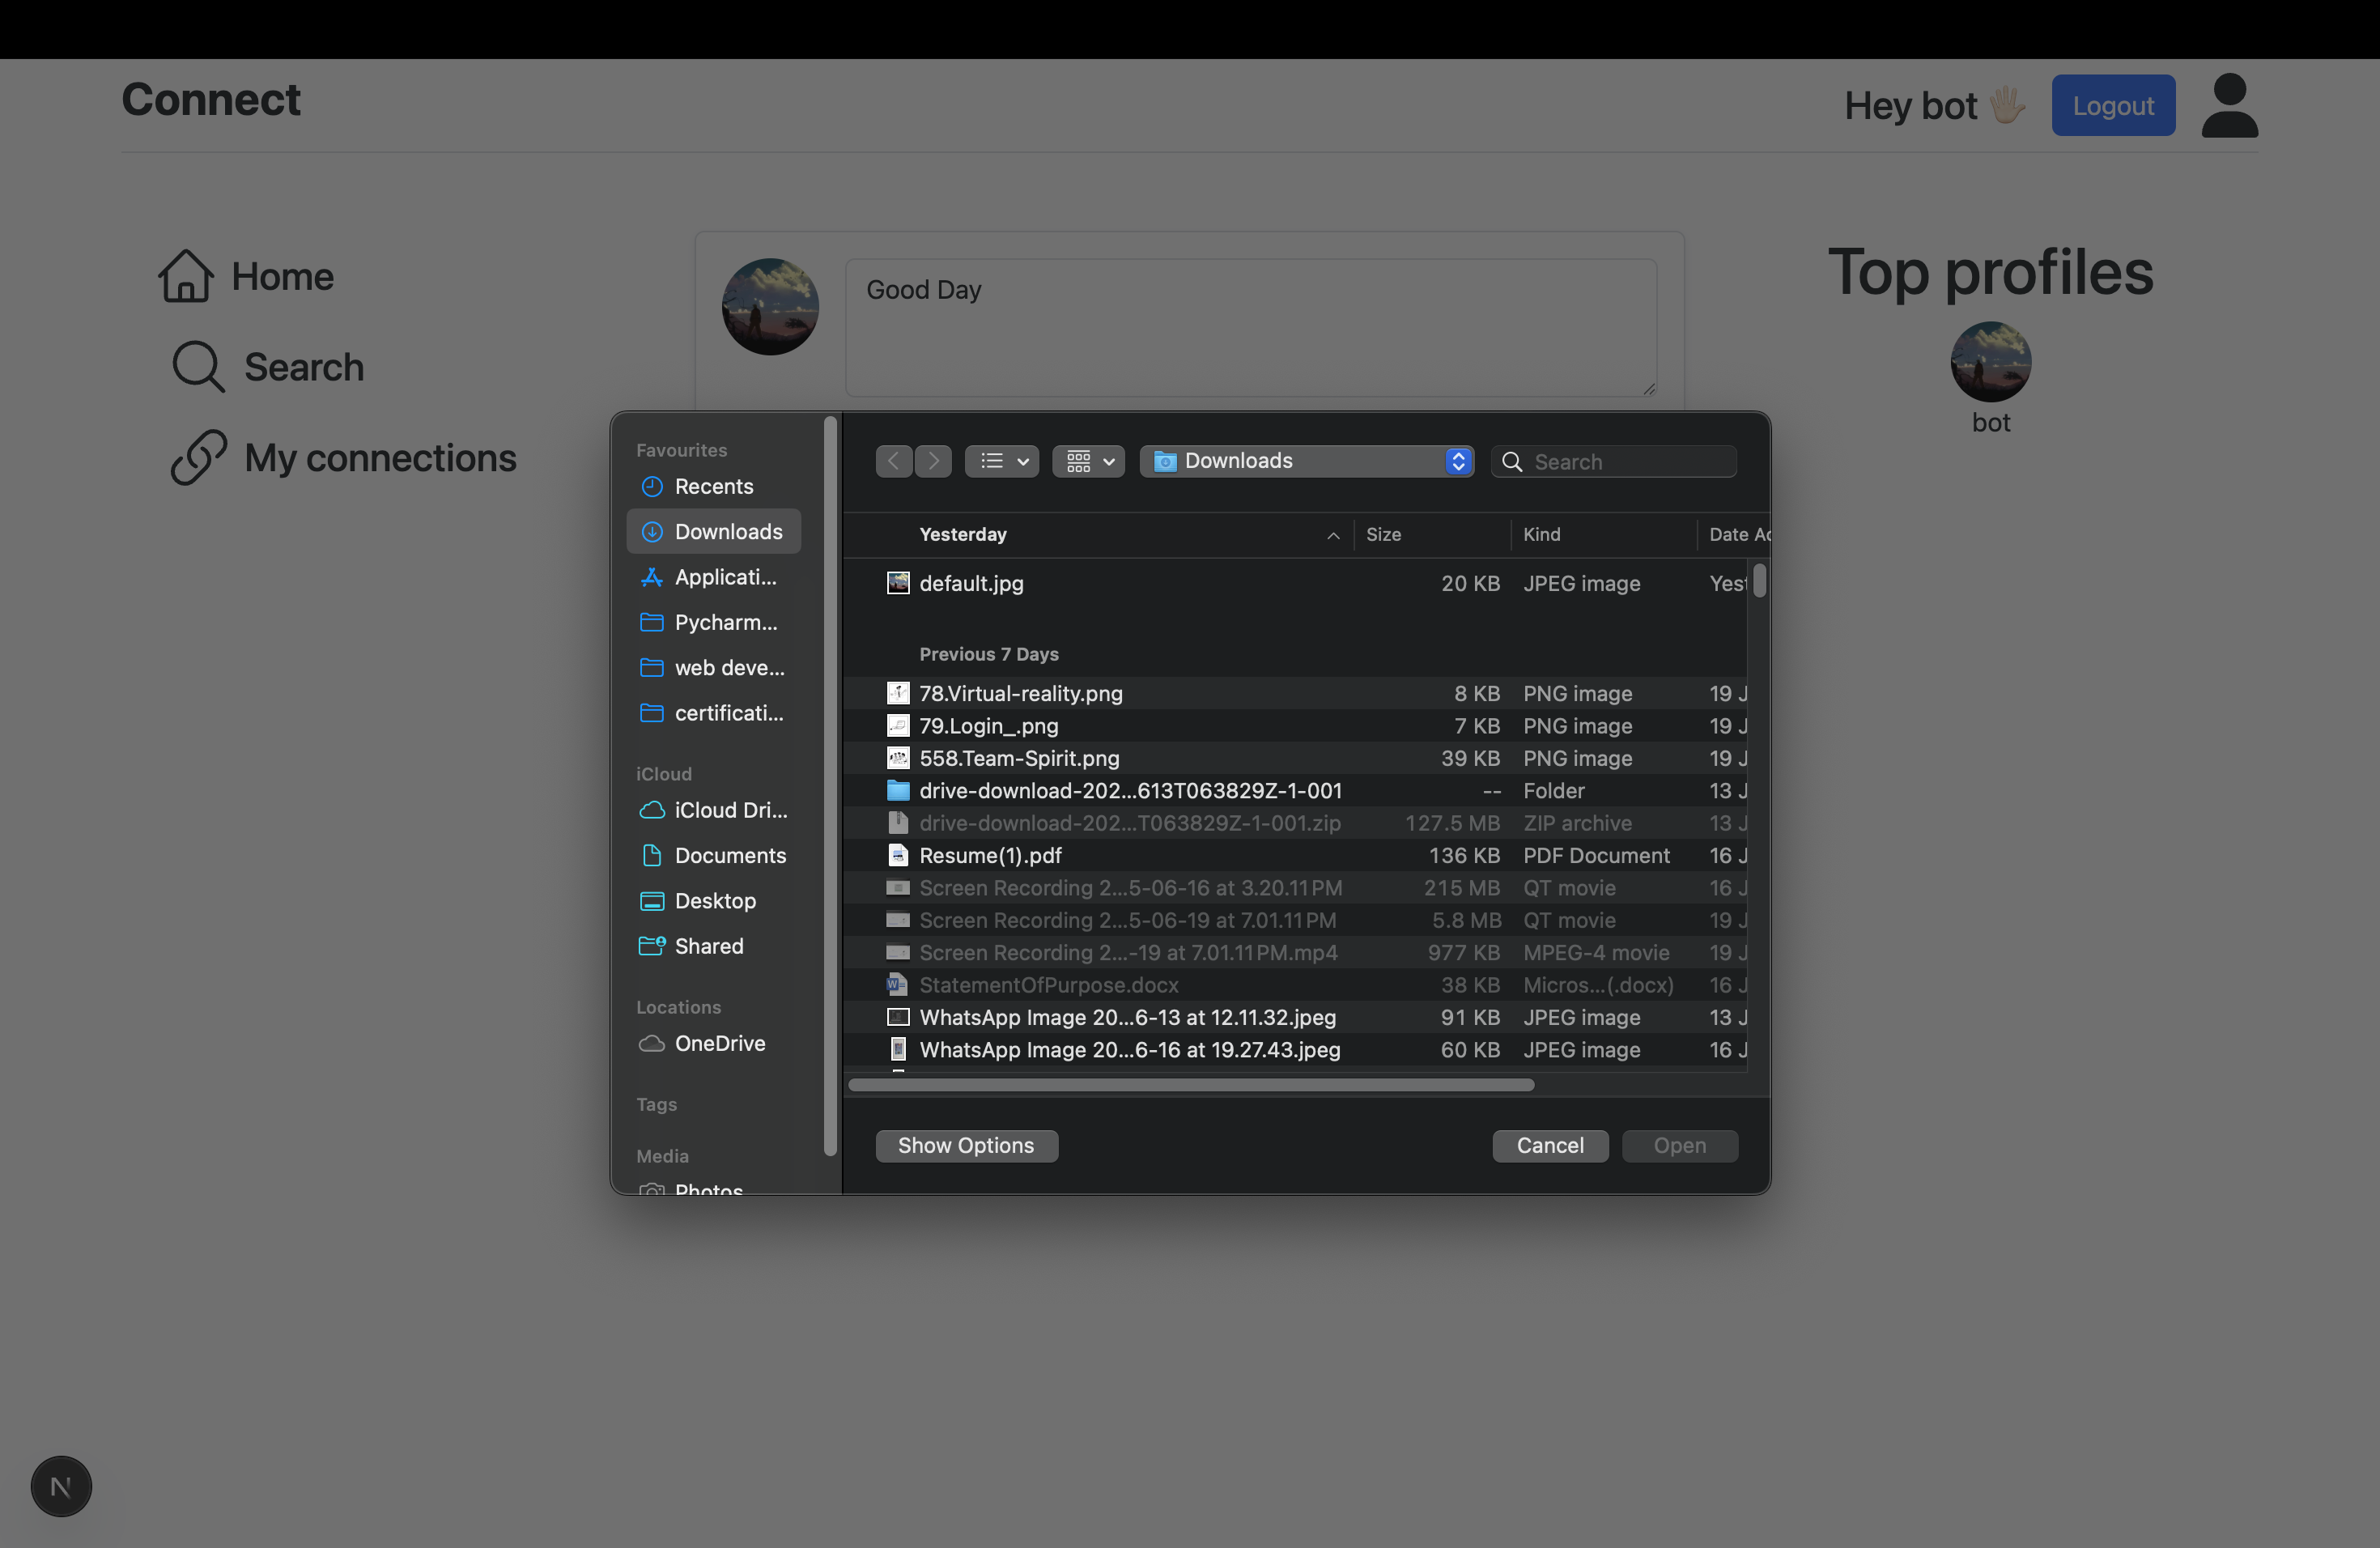 Connect
Hey bot 🖐🏻
Logout
Home
Search
My connections
Good Day
Top profiles
bot
Favourites
Recents
Downloads
Applicati...
Pycharm...
web deve...
certificati...
iCloud
iCloud Dri...
Documents
Desktop
Shared
Locations
OneDrive
Tags
Media
Photos
Downloads
Search
Yesterday Size Kind Date Ad
default.jpg 20 KB JPEG image Yest
Previous 7 Days
78.Virtual-reality.png 8 KB PNG image 19 J
79.Login_.png 7 KB PNG image 19 J
558.Team-Spirit.png 39 KB PNG image 19 J
drive-download-202...613T063829Z-1-001 -- Folder 13 J
drive-download-202...T063829Z-1-001.zip 127.5 MB ZIP archive 13 J
Resume(1).pdf 136 KB PDF Document 16 J
Screen Recording 2...5-06-16 at 3.20.11 PM 215 MB QT movie 16 J
Screen Recording 2...5-06-19 at 7.01.11 PM 5.8 MB QT movie 19 J
Screen Recording 2...-19 at 7.01.11 PM.mp4 977 KB MPEG-4 movie 19 J
StatementOfPurpose.docx 38 KB Micros...(.docx) 16 J
WhatsApp Image 20...6-13 at 12.11.32.jpeg 91 KB JPEG image 13 J
WhatsApp Image 20...6-16 at 19.27.43.jpeg 60 KB JPEG image 16 J
Show Options
Cancel
Open
N